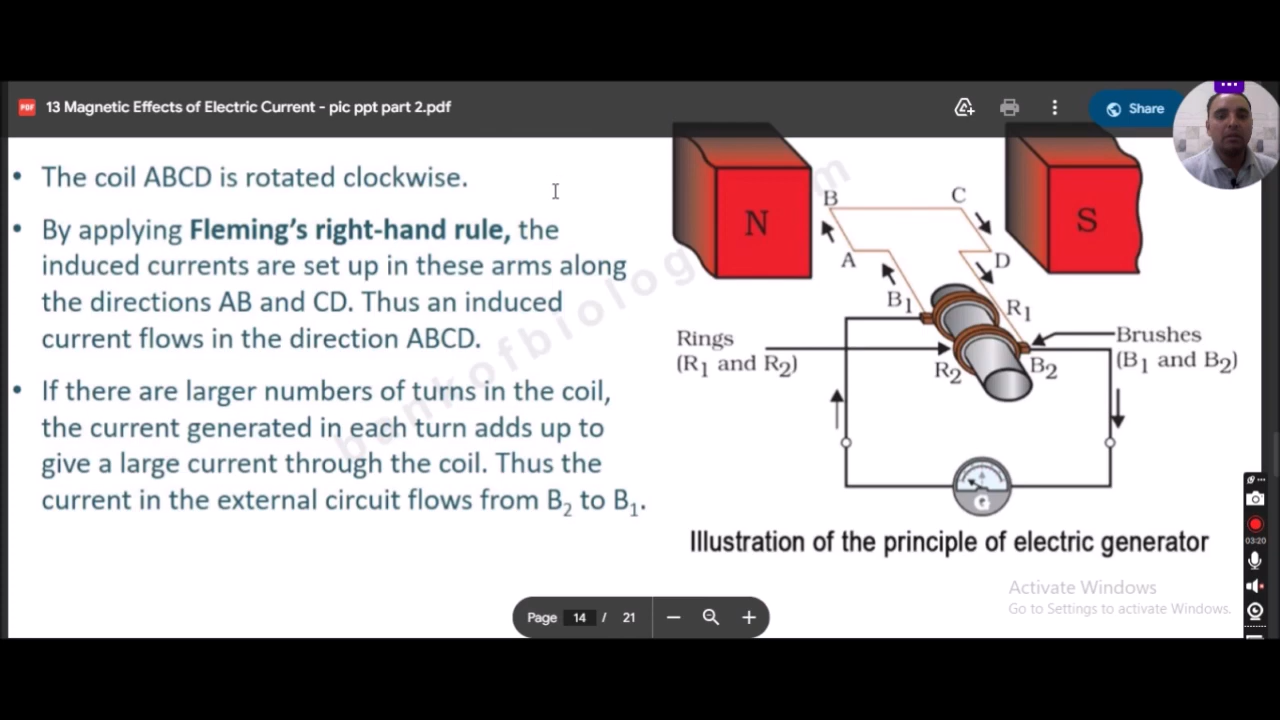 13 Magnetic Effects of Electric Current - pic ppt part 2.pdf
Share
• The coil ABCD is rotated clockwise.
• By applying Fleming's right-hand rule, the
induced currents are set up in these arms along
the directions AB and CD. Thus an induced
current flows in the direction ABCD.
• If there are larger numbers of turns in the coil,
the current generated in each turn adds up to
give a large current through the coil. Thus the
current in the external circuit flows from B₂ to B₁.
N
S
B
C
A
D
B₁
R₁
Rings
(R₁ and R₂)
Brushes
(B₁ and B₂)
R₂
B₂
G
Illustration of the principle of electric generator
Activate Windows
Go to Settings to activate Windows.
Page 14 / 21
03:20
PDF